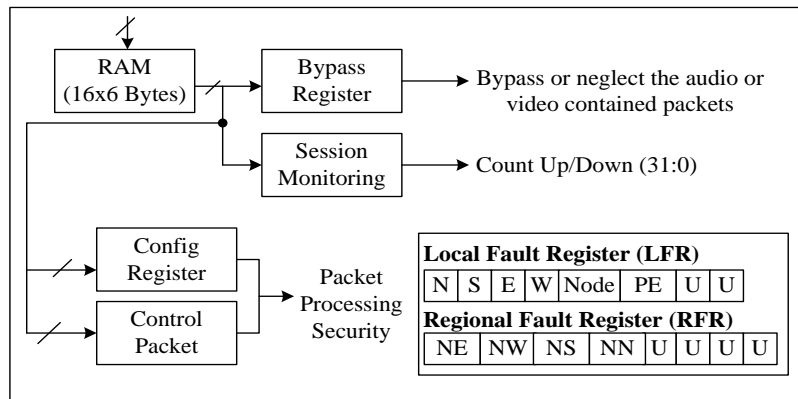 RAM
(16x6 Bytes)
Bypass
Register
Bypass or neglect the audio or
video contained packets
Session
Monitoring
Count Up/Down (31:0)
Config
Register
Control
Packet
Packet
Processing
Security
Local Fault Register (LFR)
N S E W Node PE U U
Regional Fault Register (RFR)
NE NW NS NN U U U U